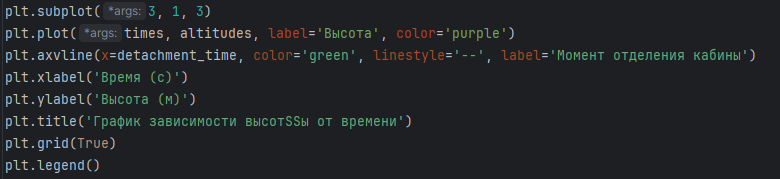 plt.subplot( *args: 3, 1, 3)
plt.plot( *args: times, altitudes, label='Высота', color='purple')
plt.axvline(x=detachment_time, color='green', linestyle='--', label='Момент отделения кабины')
plt.xlabel('Время (с)')
plt.ylabel('Высота (м)')
plt.title('График зависимости высотSSы от времени')
plt.grid(True)
plt.legend()